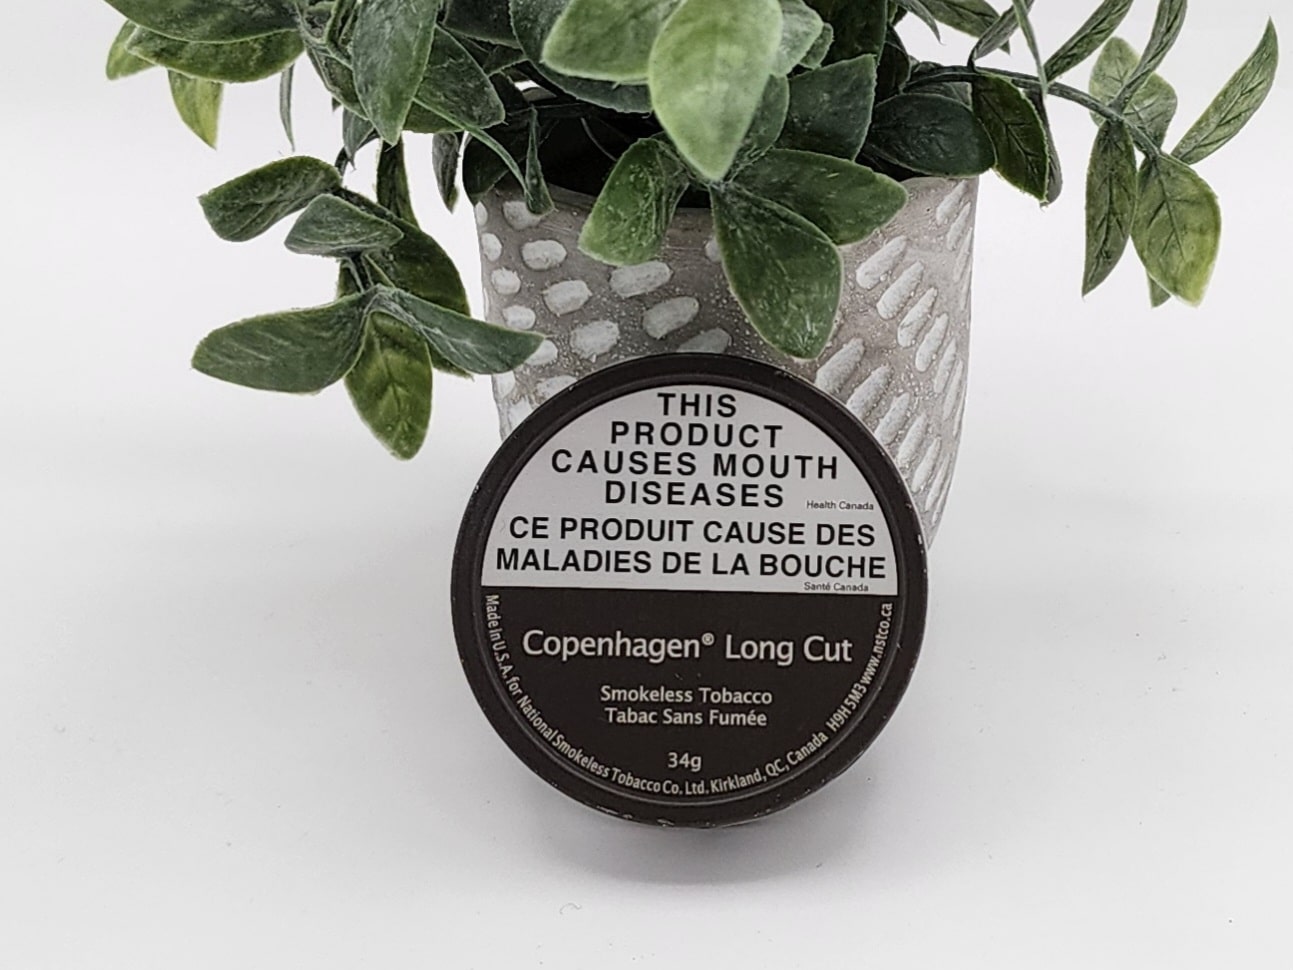 THIS
PRODUCT
CAUSES MOUTH
DISEASES
Health Canada
CE PRODUIT CAUSE DES
MALADIES DE LA BOUCHE
Santé Canada
Copenhagen® Long Cut
Smokeless Tobacco
Tabac Sans Fumée
34g
Made In U.S.A. for National Smokeless Tobacco Co. Ltd. Kirkland, QC, Canada H9H 5M3 www.nstco.ca